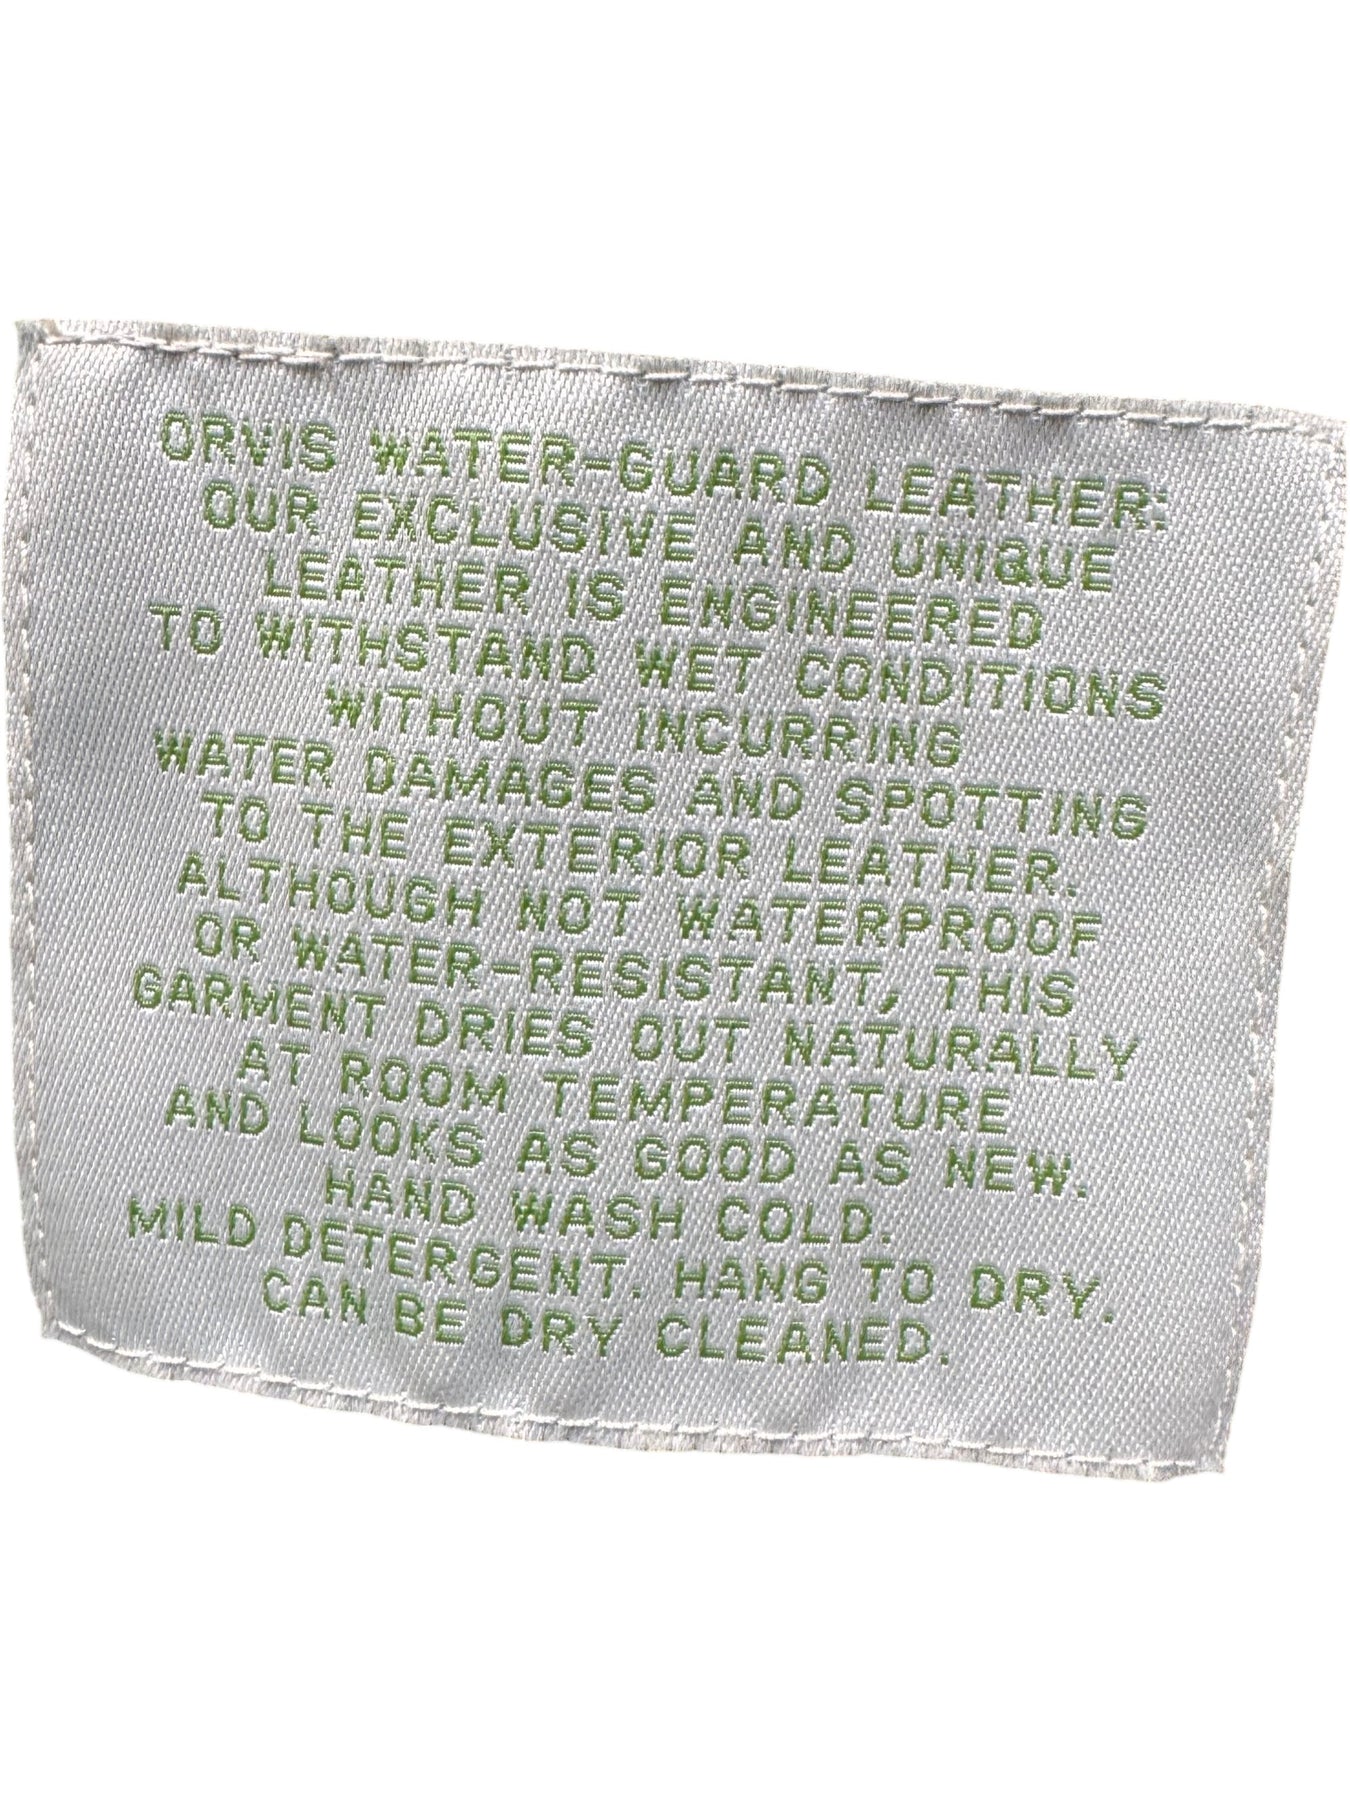 ORVIS WATER-GUARD LEATHER:
OUR EXCLUSIVE AND UNIQUE
LEATHER IS ENGINEERED
TO WITHSTAND WET CONDITIONS
WITHOUT INCURRING
WATER DAMAGES AND SPOTTING
TO THE EXTERIOR LEATHER.
ALTHOUGH NOT WATERPROOF
OR WATER-RESISTANT, THIS
GARMENT DRIES OUT NATURALLY
AT ROOM TEMPERATURE
AND LOOKS AS GOOD AS NEW.
HAND WASH COLD.
MILD DETERGENT. HANG TO DRY.
CAN BE DRY CLEANED.